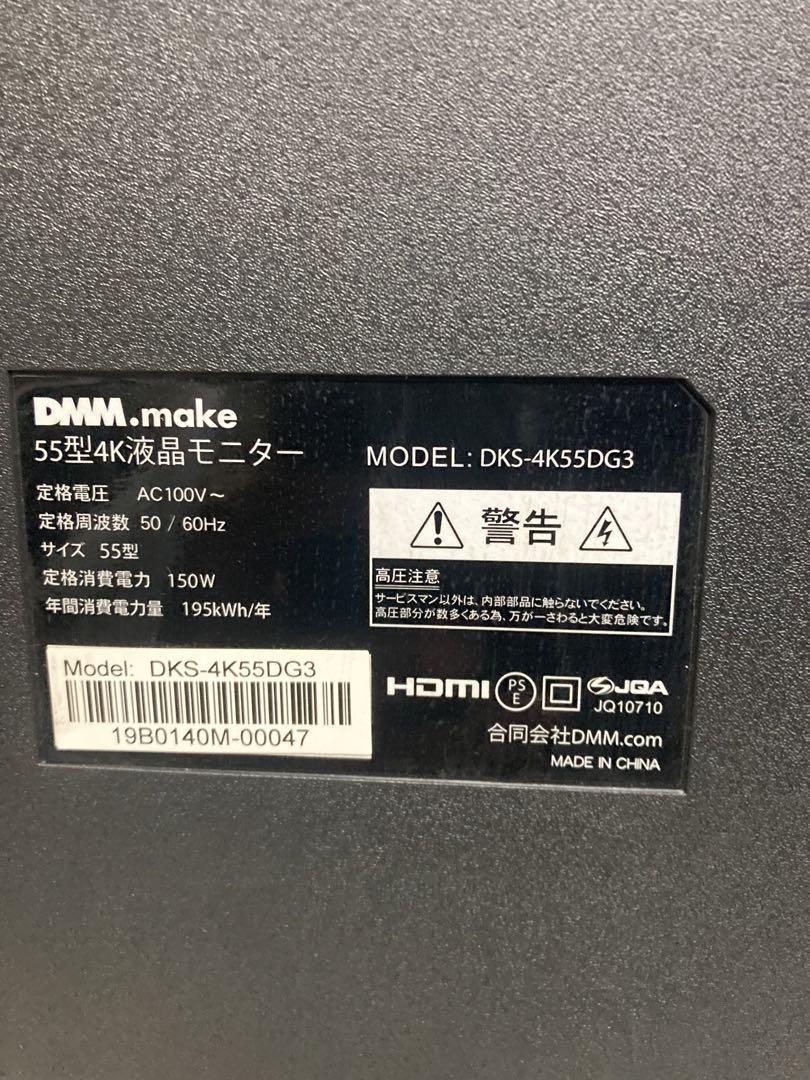 DMM.make
55型4K液晶モニター
MODEL: DKS-4K55DG3
定格電圧 AC100V～
定格周波数 50 / 60Hz
サイズ 55型
定格消費電力 150W
年間消費電力量 195kWh/年
警告
高圧注意
サービスマン以外は、内部部品に触らないでください。
高圧部分が数多くある為、万が一さわると大変危険です。
Model: DKS-4K55DG3
19B0140M-00047
HDMI PS E JQA
JQ10710
合同会社DMM.com
MADE IN CHINA